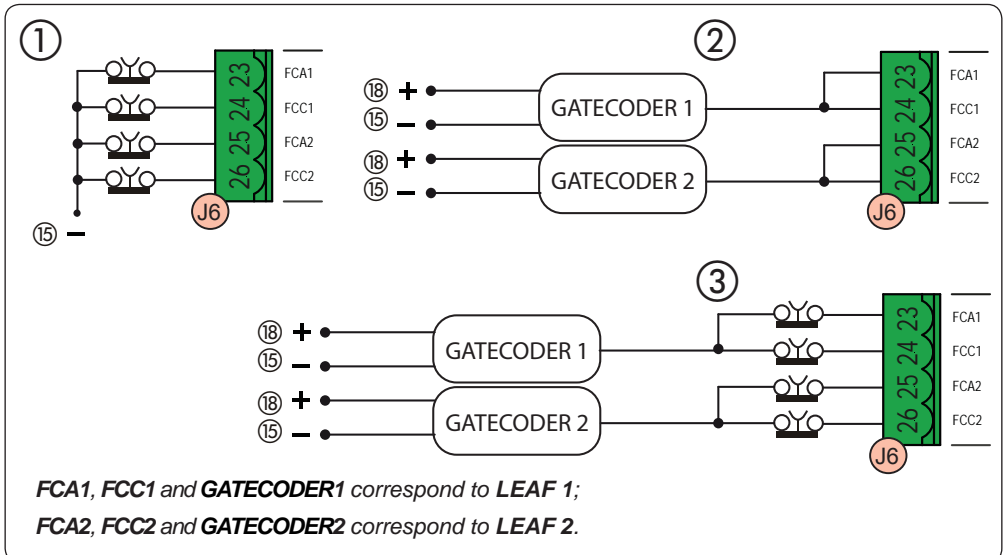 ①
23 FCA1
24 FCC1
25 FCA2
26 FCC2
J6
⑮ −
②
⑱ +
⑮ −
GATECODER 1
⑱ +
⑮ −
GATECODER 2
23 FCA1
24 FCC1
25 FCA2
26 FCC2
J6
③
⑱ +
⑮ −
GATECODER 1
⑱ +
⑮ −
GATECODER 2
23 FCA1
24 FCC1
25 FCA2
26 FCC2
J6
FCA1, FCC1 and GATECODER1 correspond to LEAF 1;
FCA2, FCC2 and GATECODER2 correspond to LEAF 2.